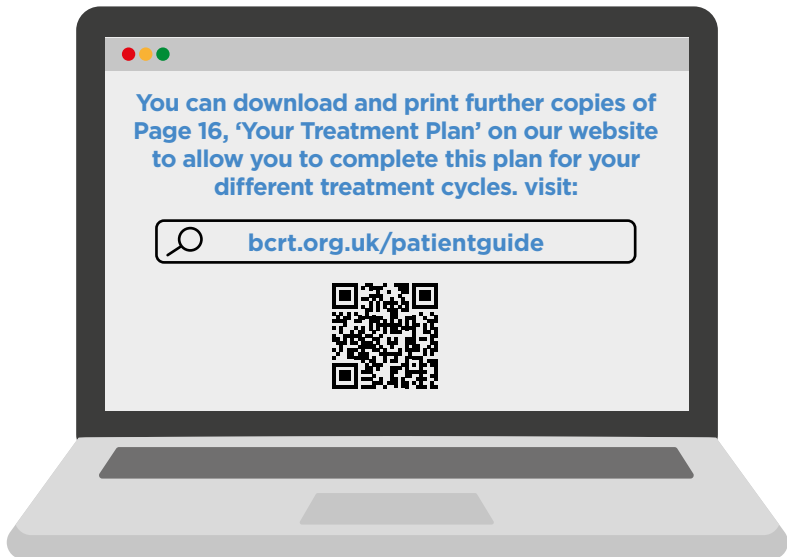 You can download and print further copies of
Page 16, ‘Your Treatment Plan’ on our website
to allow you to complete this plan for your
different treatment cycles. visit:
bcrt.org.uk/patientguide